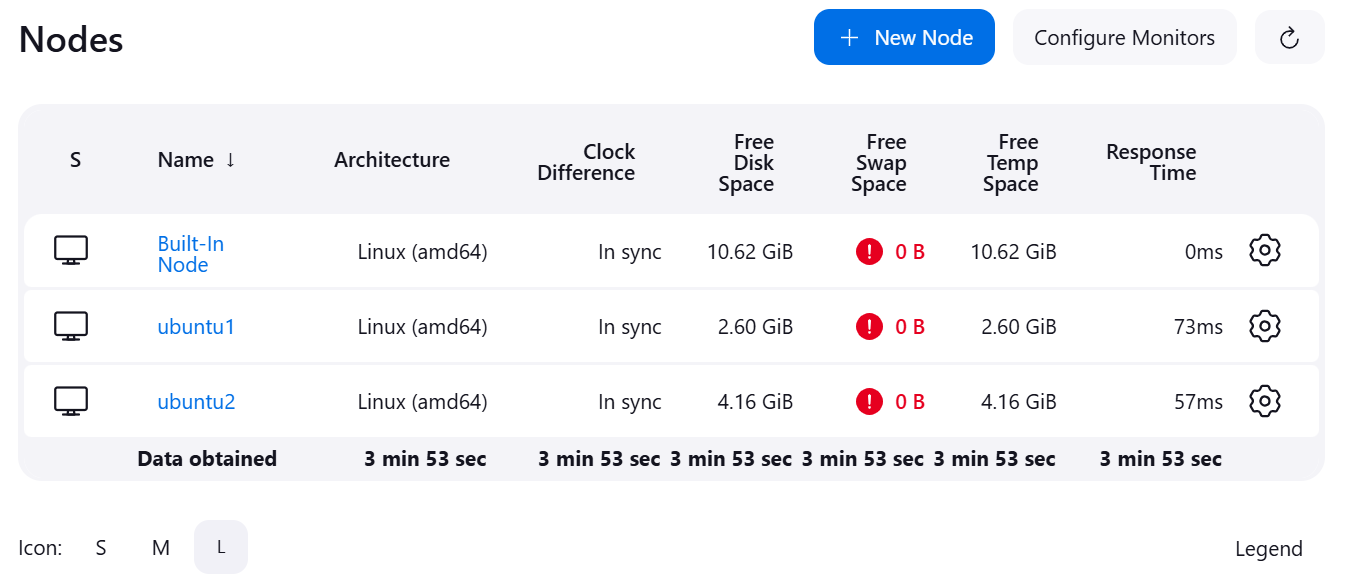 Nodes
New Node
Configure Monitors
S
Name ↓
Architecture
Clock
Difference
Free
Disk
Space
Free
Swap
Space
Free
Temp
Space
Response
Time
Built-In
Node
Linux (amd64)
In sync
10.62 GiB
0 B
10.62 GiB
0ms
ubuntu1
Linux (amd64)
In sync
2.60 GiB
0 B
2.60 GiB
73ms
ubuntu2
Linux (amd64)
In sync
4.16 GiB
0 B
4.16 GiB
57ms
Data obtained
3 min 53 sec
3 min 53 sec
3 min 53 sec
3 min 53 sec
3 min 53 sec
3 min 53 sec
Icon:
S
M
L
Legend